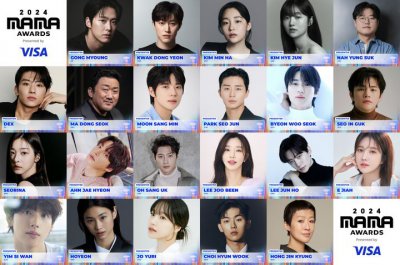 2024
MAMA
AWARDS
Presented by
VISA
GONG MYOUNG
KWAK DONG YEON
KIM MIN HA
KIM HYE JUN
NAH YUNG SUK
DEX
MA DONG SEOK
MOON SANG MIN
PARK SEO JUN
BYEON WOO SEOK
SEO IN GUK
SEORINA
AHN JAE HYEON
OH SANG UK
LEE JOO BEEN
LEE JUN HO
E JIAH
YIM SI WAN
HOYEON
JO YURI
CHOI HYUN WOOK
HONG JIN KYUNG
2024
MAMA
AWARDS
Presented by
VISA